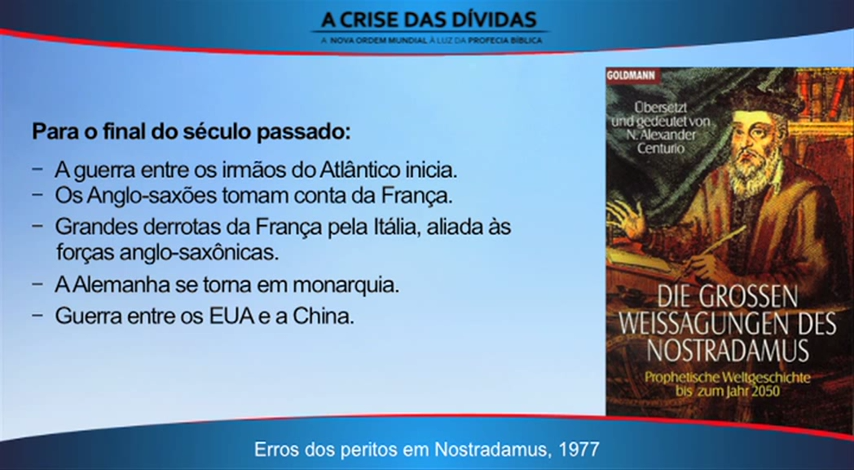 A CRISE DAS DÍVIDAS
A NOVA ORDEM MUNDIAL À LUZ DA PROFECIA BÍBLICA
Para o final do século passado:
− A guerra entre os irmãos do Atlântico inicia.
− Os Anglo-saxões tomam conta da França.
− Grandes derrotas da França pela Itália, aliada às
forças anglo-saxônicas.
− A Alemanha se torna em monarquia.
− Guerra entre os EUA e a China.
GOLDMANN
Übersetzt
und gedeutet von
N. Alexander
Centurio
DIE GROSSEN
WEISSAGUNGEN DES
NOSTRADAMUS
Prophetische Weltgeschichte
bis zum Jahr 2050
Erros dos peritos em Nostradamus, 1977